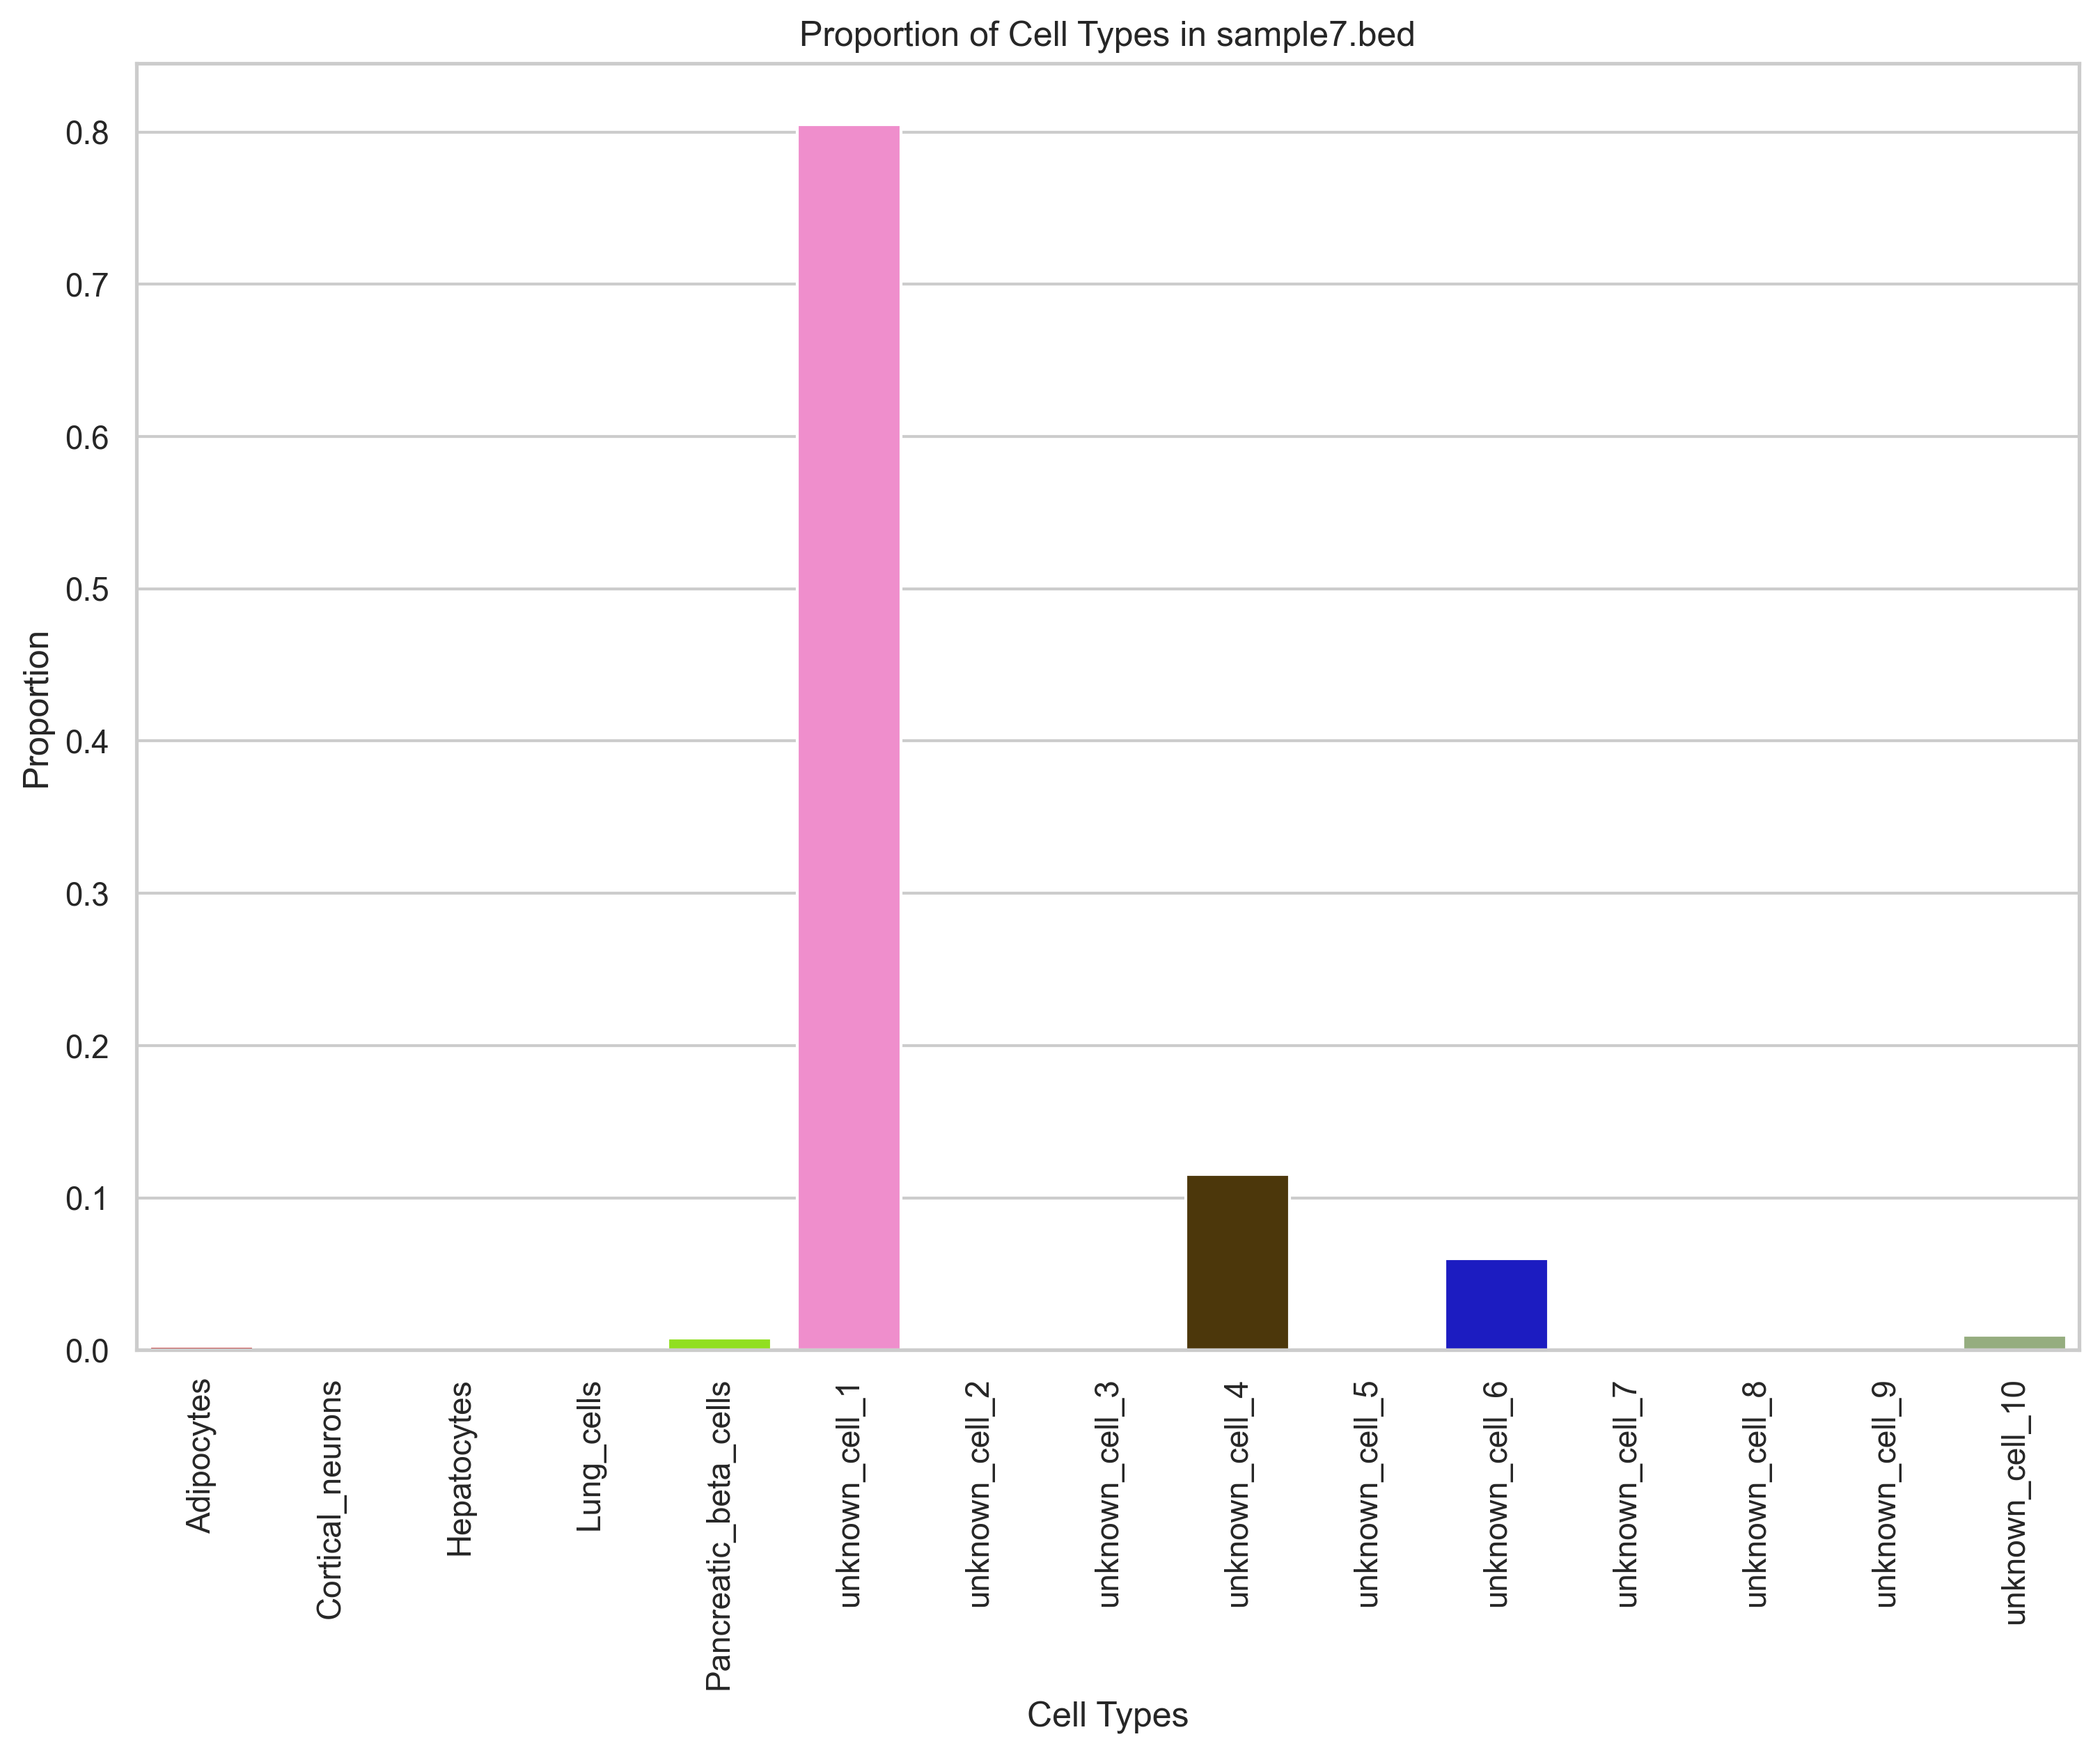 Proportion of Cell Types in sample7.bed
Proportion
0.8
0.7
0.6
0.5
0.4
0.3
0.2
0.1
0.0
Adipocytes
Cortical_neurons
Hepatocytes
Lung_cells
Pancreatic_beta_cells
unknown_cell_1
unknown_cell_2
unknown_cell_3
unknown_cell_4
unknown_cell_5
unknown_cell_6
unknown_cell_7
unknown_cell_8
unknown_cell_9
unknown_cell_10
Cell Types